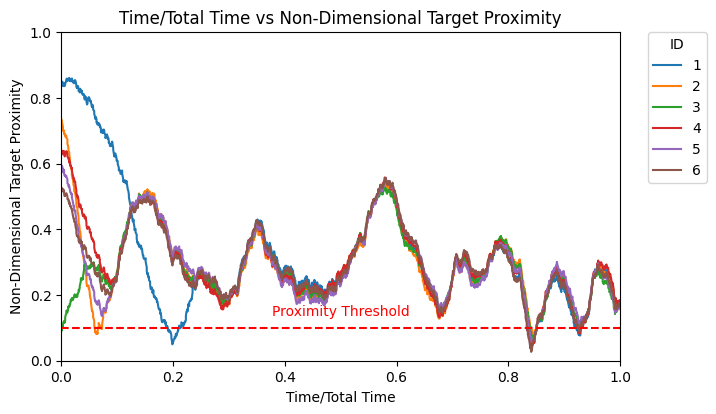 Time/Total Time vs Non-Dimensional Target Proximity
1.0
0.8
0.6
0.4
0.2
0.0
Non-Dimensional Target Proximity
Proximity Threshold
0.0 0.2 0.4 0.6 0.8 1.0
Time/Total Time
ID
1
2
3
4
5
6